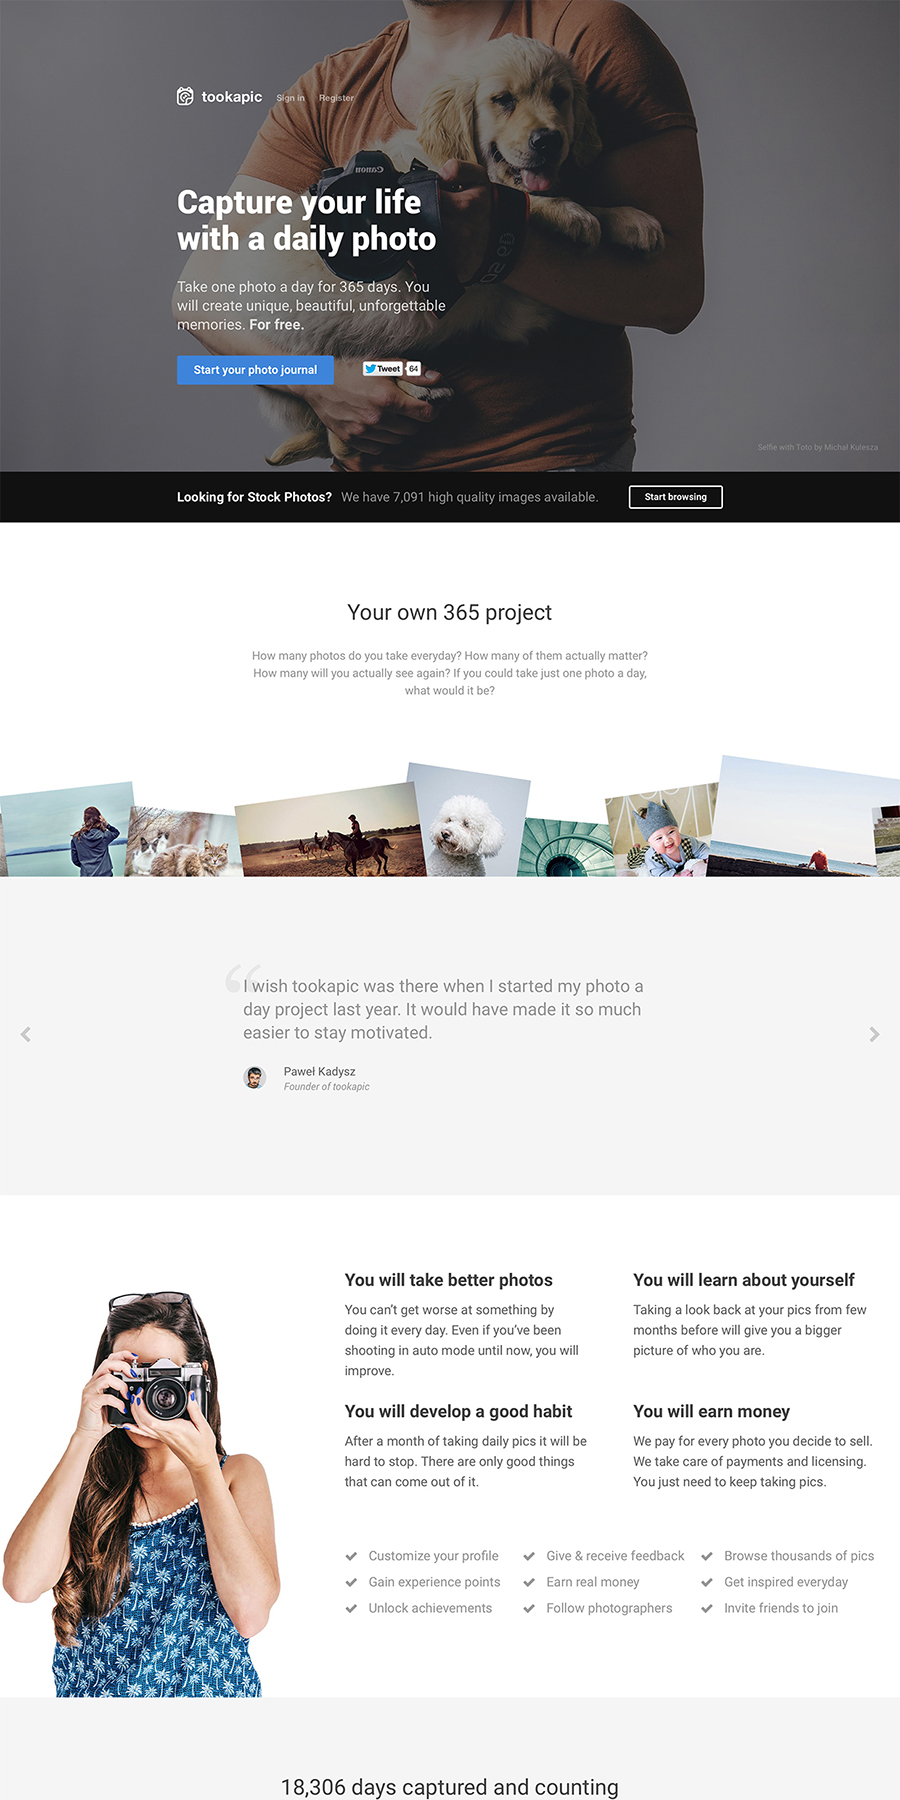 tookapic Sign in Register
Canon
Capture your life
with a daily photo
Take one photo a day for 365 days. You
will create unique, beautiful, unforgettable
memories. For free.
Start your photo journal
Tweet 64
Selfie with Toto by Michał Kulesza
Looking for Stock Photos? We have 7,091 high quality images available. Start browsing
Your own 365 project
How many photos do you take everyday? How many of them actually matter?
How many will you actually see again? If you could take just one photo a day,
what would it be?
“I wish tookapic was there when I started my photo a
day project last year. It would have made it so much
easier to stay motivated.
Paweł Kadysz
Founder of tookapic
You will take better photos
You can’t get worse at something by
doing it every day. Even if you’ve been
shooting in auto mode until now, you will
improve.
You will learn about yourself
Taking a look back at your pics from few
months before will give you a bigger
picture of who you are.
You will develop a good habit
After a month of taking daily pics it will be
hard to stop. There are only good things
that can come out of it.
You will earn money
We pay for every photo you decide to sell.
We take care of payments and licensing.
You just need to keep taking pics.
Customize your profile
Gain experience points
Unlock achievements
Give & receive feedback
Earn real money
Follow photographers
Browse thousands of pics
Get inspired everyday
Invite friends to join
18,306 days captured and counting